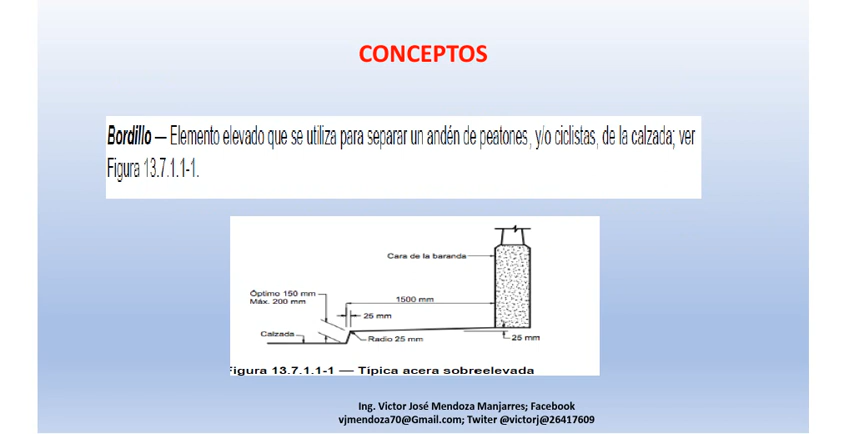 CONCEPTOS
Bordillo — Elemento elevado que se utiliza para separar un andén de peatones, y/o ciclistas, de la calzada; ver
Figura 13.7.1.1-1.
Cara de la baranda
Óptimo 150 mm
Máx. 200 mm
1500 mm
25 mm
Calzada
Radio 25 mm
25 mm
Figura 13.7.1.1-1 — Típica acera sobreelevada
Ing. Victor José Mendoza Manjarres; Facebook
vjmendoza70@Gmail.com; Twiter @victorj@26417609